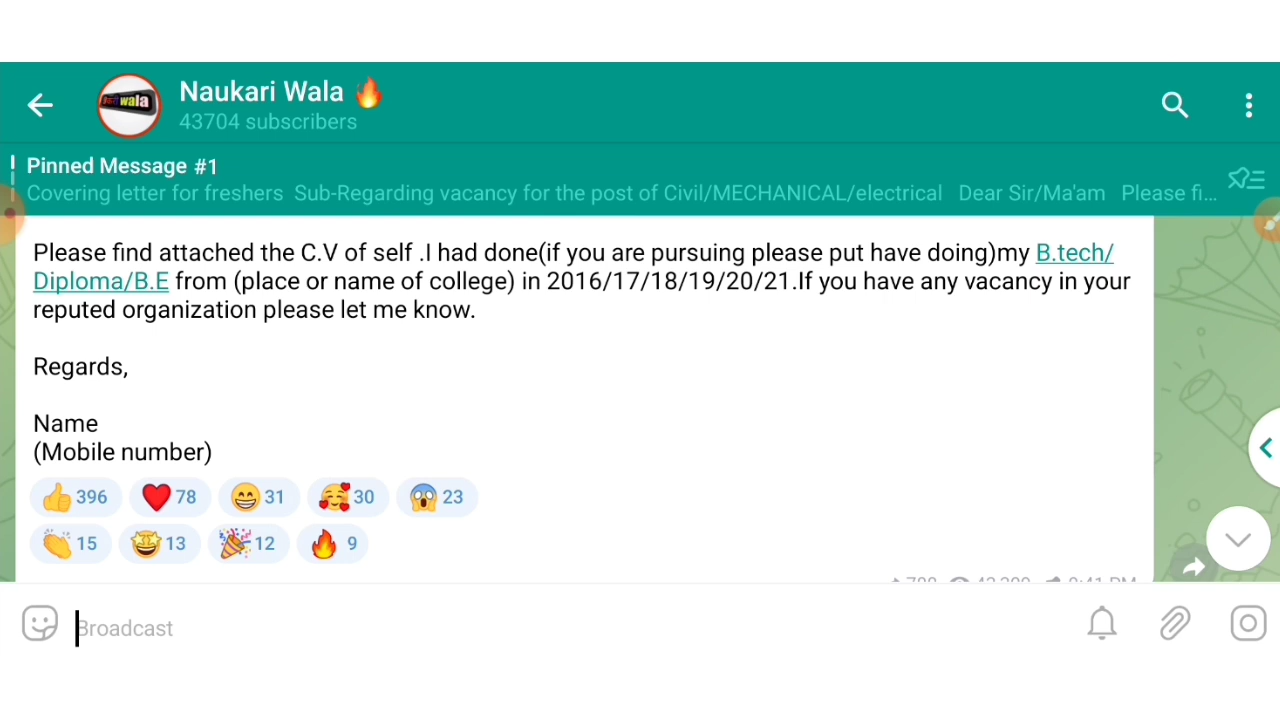 wala
Naukari Wala 🔥
43704 subscribers
Pinned Message #1
Covering letter for freshers Sub-Regarding vacancy for the post of Civil/MECHANICAL/electrical Dear Sir/Ma'am Please fi...
Please find attached the C.V of self .I had done(if you are pursuing please put have doing)my B.tech/
Diploma/B.E from (place or name of college) in 2016/17/18/19/20/21.If you have any vacancy in your
reputed organization please let me know.
Regards,
Name
(Mobile number)
👍 396 ❤️ 78 😁 31 🥰 30 😱 23
👏 15 🤩 13 🎉 12 🔥 9
Broadcast